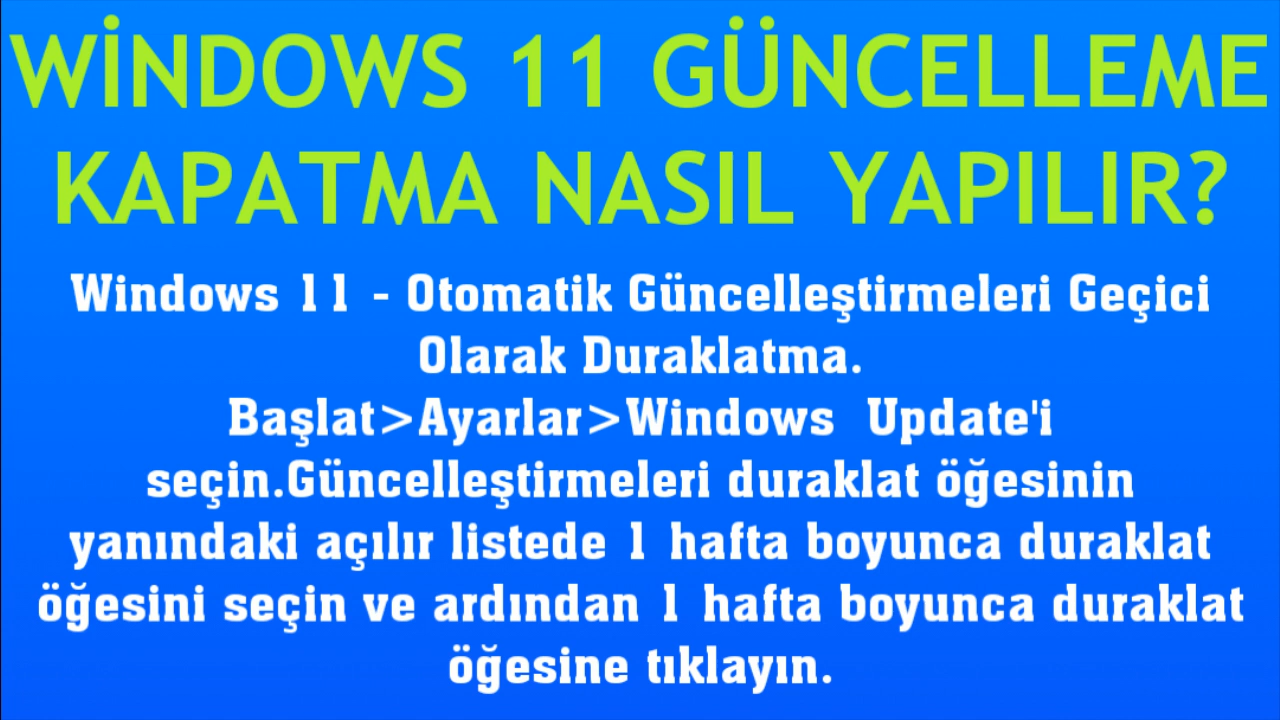 WİNDOWS 11 GÜNCELLEME
KAPATMA NASIL YAPILIR?
Windows 11 - Otomatik Güncelleştirmeleri Geçici
Olarak Duraklatma.
Başlat>Ayarlar>Windows Update'i
seçin.Güncelleştirmeleri duraklat öğesinin
yanındaki açılır listede 1 hafta boyunca duraklat
öğesini seçin ve ardından 1 hafta boyunca duraklat
öğesine tıklayın.